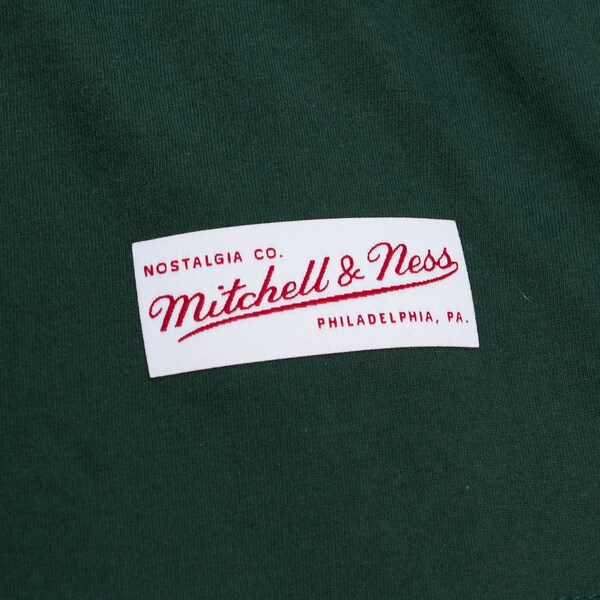 NOSTALGIA CO.
Mitchell & Ness
PHILADELPHIA, PA.